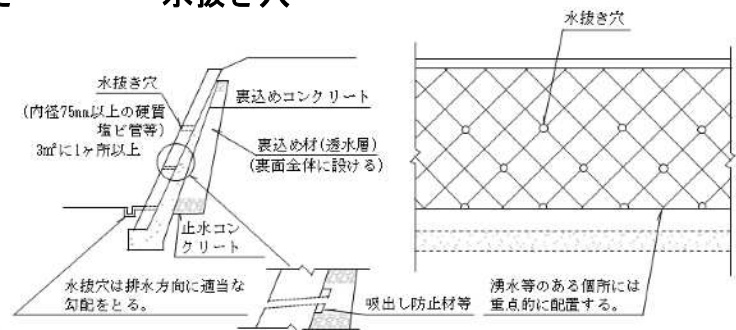 水抜き穴
水抜き穴
水抜き穴
(内径75mm以上の硬質
塩ビ管等)
3㎡に1ヶ所以上
裏込めコンクリート
裏込め材(透水層)
(裏面全体に設ける)
止水コン
クリート
水抜穴は排水方向に適当な
勾配をとる。
吸出し防止材等
湧水等のある個所には
重点的に配置する。